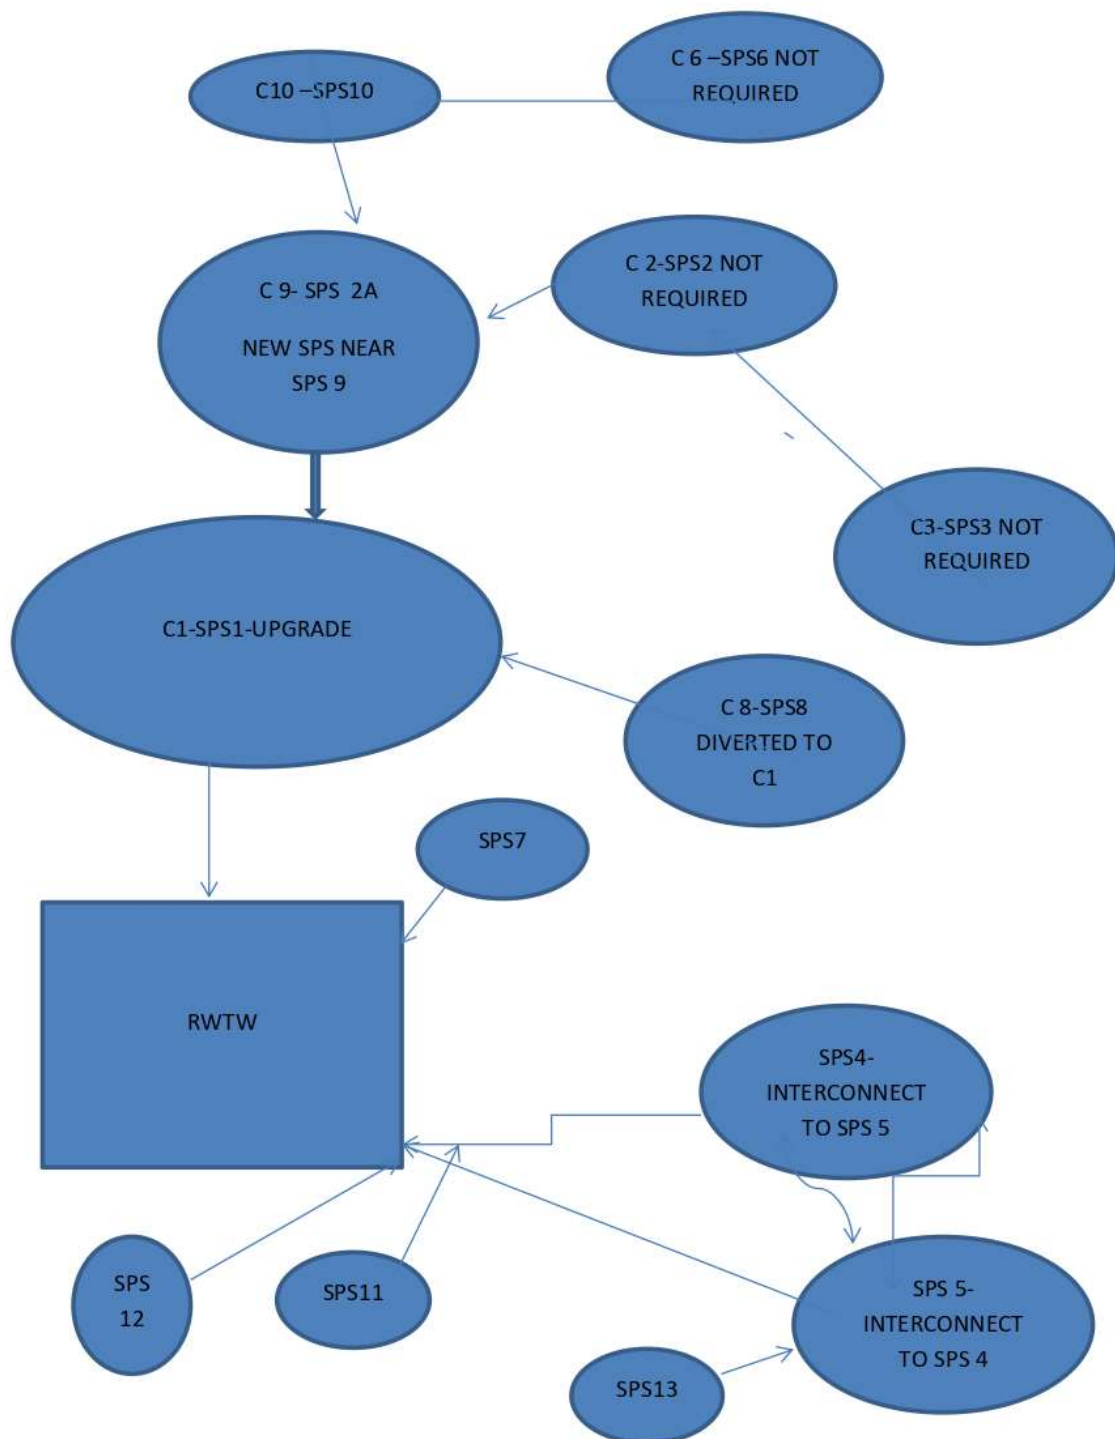 C10 –SPS10
C 6 –SPS6 NOT
REQUIRED
C 9- SPS  2A
NEW SPS NEAR
SPS 9
C 2-SPS2 NOT
REQUIRED
C3-SPS3 NOT
REQUIRED
C1-SPS1-UPGRADE
C 8-SPS8
DIVERTED TO
C1
SPS7
RWTW
SPS4-
INTERCONNECT
TO SPS 5
SPS
12
SPS11
SPS 5-
INTERCONNECT
TO SPS 4
SPS13